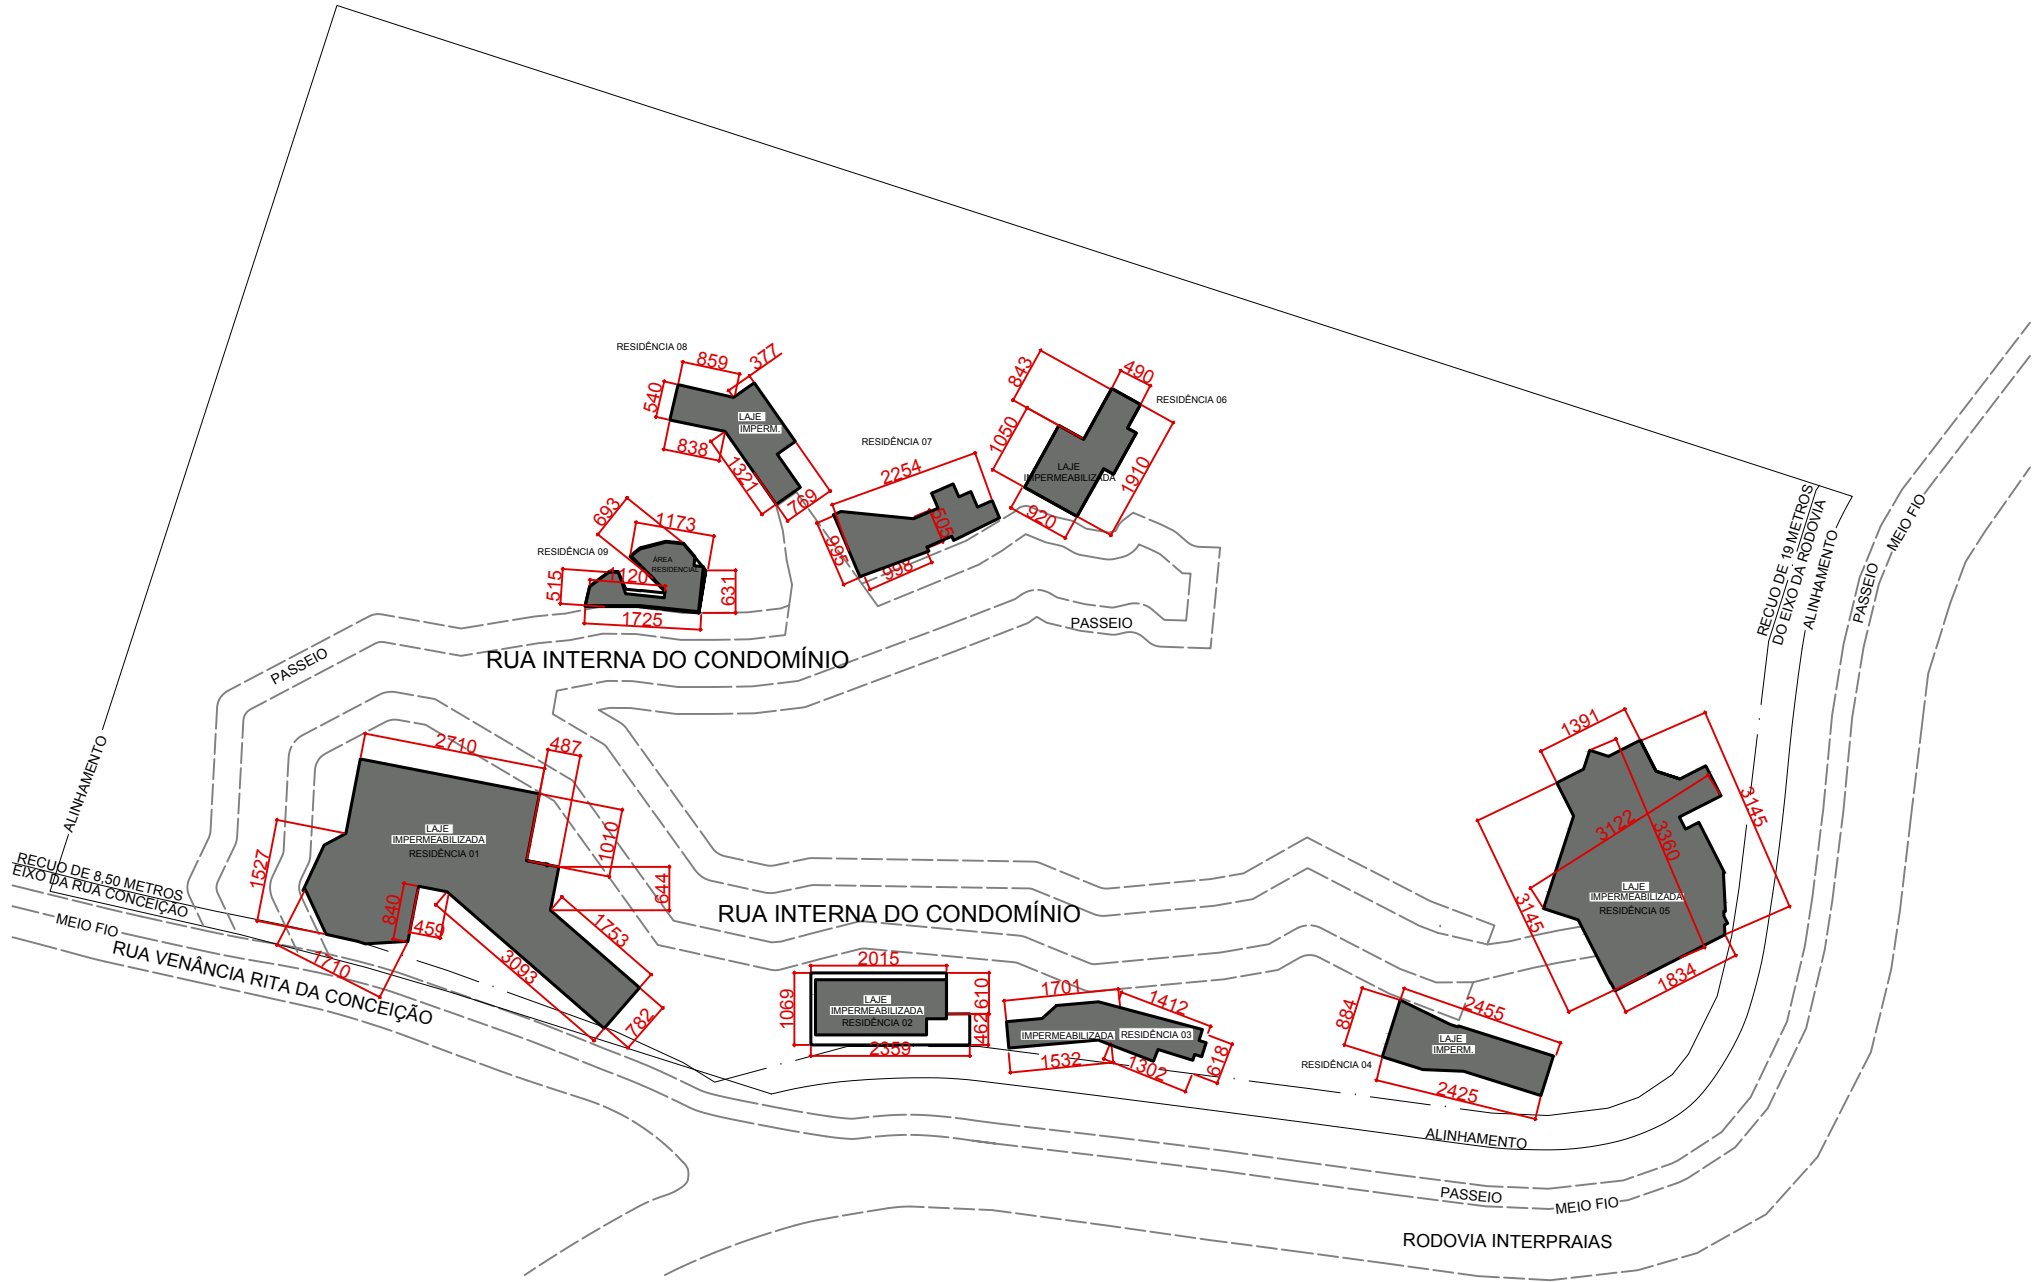 RESIDÊNCIA 08
859
377
540
LAJE
IMPERM.
838
1321
769
843
490
RESIDÊNCIA 06
1050
LAJE
IMPERMEABILIZADA
1910
920
RESIDÊNCIA 07
2254
505
995
998
693
1173
RESIDÊNCIA 09
ÁREA
RESIDENCIAL
515
1120
631
1725
PASSEIO
RUA INTERNA DO CONDOMÍNIO
PASSEIO
RECUO DE 19 METROS
DO EIXO DA RODOVIA
ALINHAMENTO
PASSEIO
MEIO FIO
ALINHAMENTO
2710
487
1010
644
LAJE
IMPERMEABILIZADA
RESIDÊNCIA 01
1527
840
459
1710
3093
1753
782
RECUO DE 8,50 METROS
EIXO DA RUA CONCEIÇÃO
MEIO FIO
RUA VENÂNCIA RITA DA CONCEIÇÃO
RUA INTERNA DO CONDOMÍNIO
2015
1069
610
462
LAJE
IMPERMEABILIZADA
RESIDÊNCIA 02
2359
1701
1412
IMPERMEABILIZADA
RESIDÊNCIA 03
1532
1302
618
884
2455
LAJE
IMPERM.
RESIDÊNCIA 04
2425
1391
3145
3122
3360
LAJE
IMPERMEABILIZADA
RESIDÊNCIA 05
3145
1834
ALINHAMENTO
PASSEIO
MEIO FIO
RODOVIA INTERPRAIAS